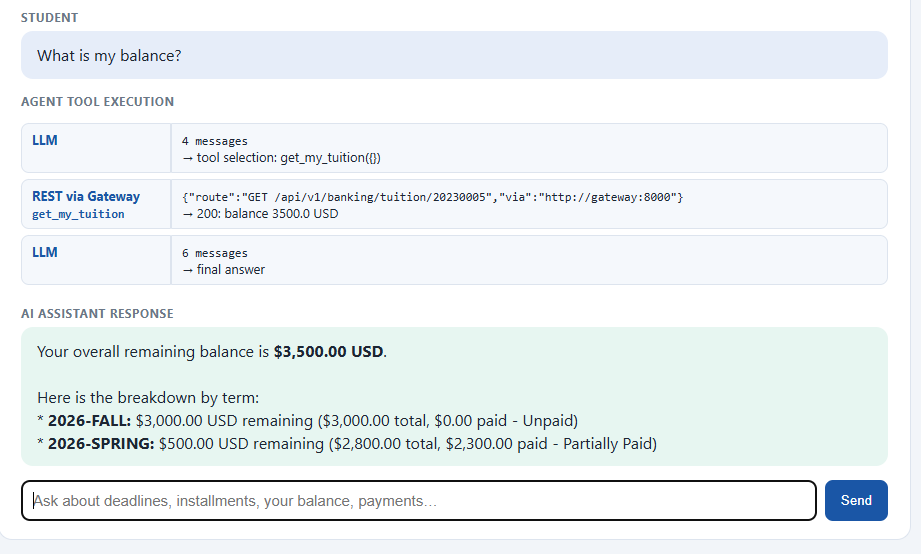 STUDENT
What is my balance?
AGENT TOOL EXECUTION
LLM
4 messages
→ tool selection: get_my_tuition({})
REST via Gateway
get_my_tuition
{"route":"GET /api/v1/banking/tuition/20230005","via":"http://gateway:8000"}
→ 200: balance 3500.0 USD
LLM
6 messages
→ final answer
AI ASSISTANT RESPONSE
Your overall remaining balance is $3,500.00 USD.
Here is the breakdown by term:
* 2026-FALL: $3,000.00 USD remaining ($3,000.00 total, $0.00 paid - Unpaid)
* 2026-SPRING: $500.00 USD remaining ($2,800.00 total, $2,300.00 paid - Partially Paid)
Ask about deadlines, installments, your balance, payments...
Send